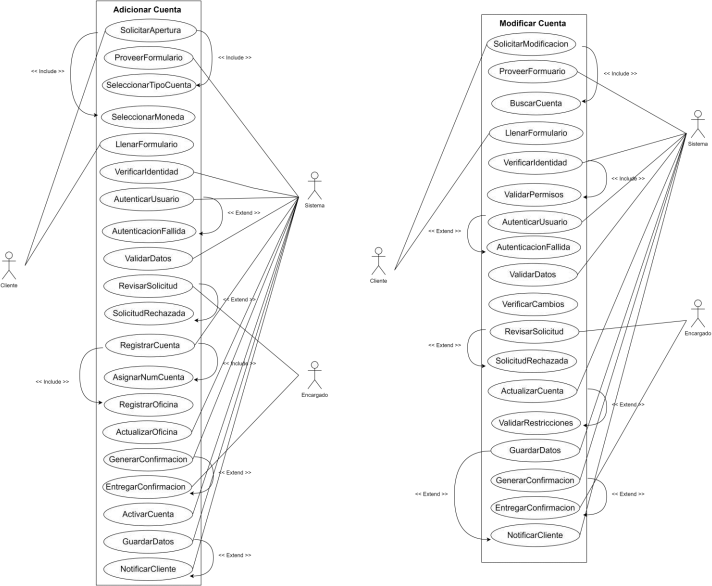 Adicionar Cuenta
SolicitarApertura
<< Include >>
ProveerFormulario
<< Include >>
SeleccionarTipoCuenta
SeleccionarMoneda
LlenarFormulario
VerificarIdentidad
AutenticarUsuario
<< Extend >>
AutenticacionFallida
Sistema
ValidarDatos
Cliente
RevisarSolicitud
<< Extend >>
SolicitudRechazada
RegistrarCuenta
<< Include >>
AsignarNumCuenta
<< Include >>
RegistrarOficina
Encargado
ActualizarOficina
GenerarConfirmacion
<< Extend >>
EntregarConfirmacion
ActivarCuenta
GuardarDatos
<< Extend >>
NotificarCliente
Modificar Cuenta
SolicitarModificacion
ProveerFormuario
<< Include >>
BuscarCuenta
LlenarFormulario
Sistema
VerificarIdentidad
<< Include >>
ValidarPermisos
AutenticarUsuario
<< Extend >>
AutenticacionFallida
Cliente
ValidarDatos
VerificarCambios
RevisarSolicitud
Encargado
<< Extend >>
SolicitudRechazada
ActualizarCuenta
<< Extend >>
ValidarRestricciones
GuardarDatos
GenerarConfirmacion
<< Extend >>
<< Extend >>
EntregarConfirmacion
NotificarCliente